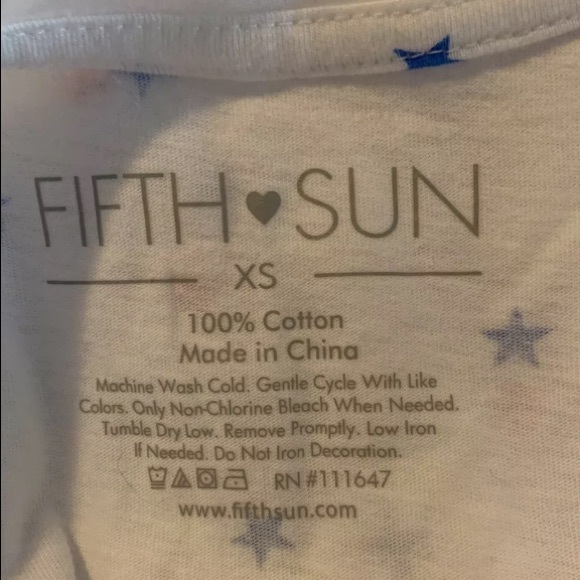 FIFTH♥SUN
XS
100% Cotton
Made in China
Machine Wash Cold. Gentle Cycle With Like
Colors. Only Non-Chlorine Bleach When Needed.
Tumble Dry Low. Remove Promptly. Low Iron
If Needed. Do Not Iron Decoration.
RN #111647
www.fifthsun.com